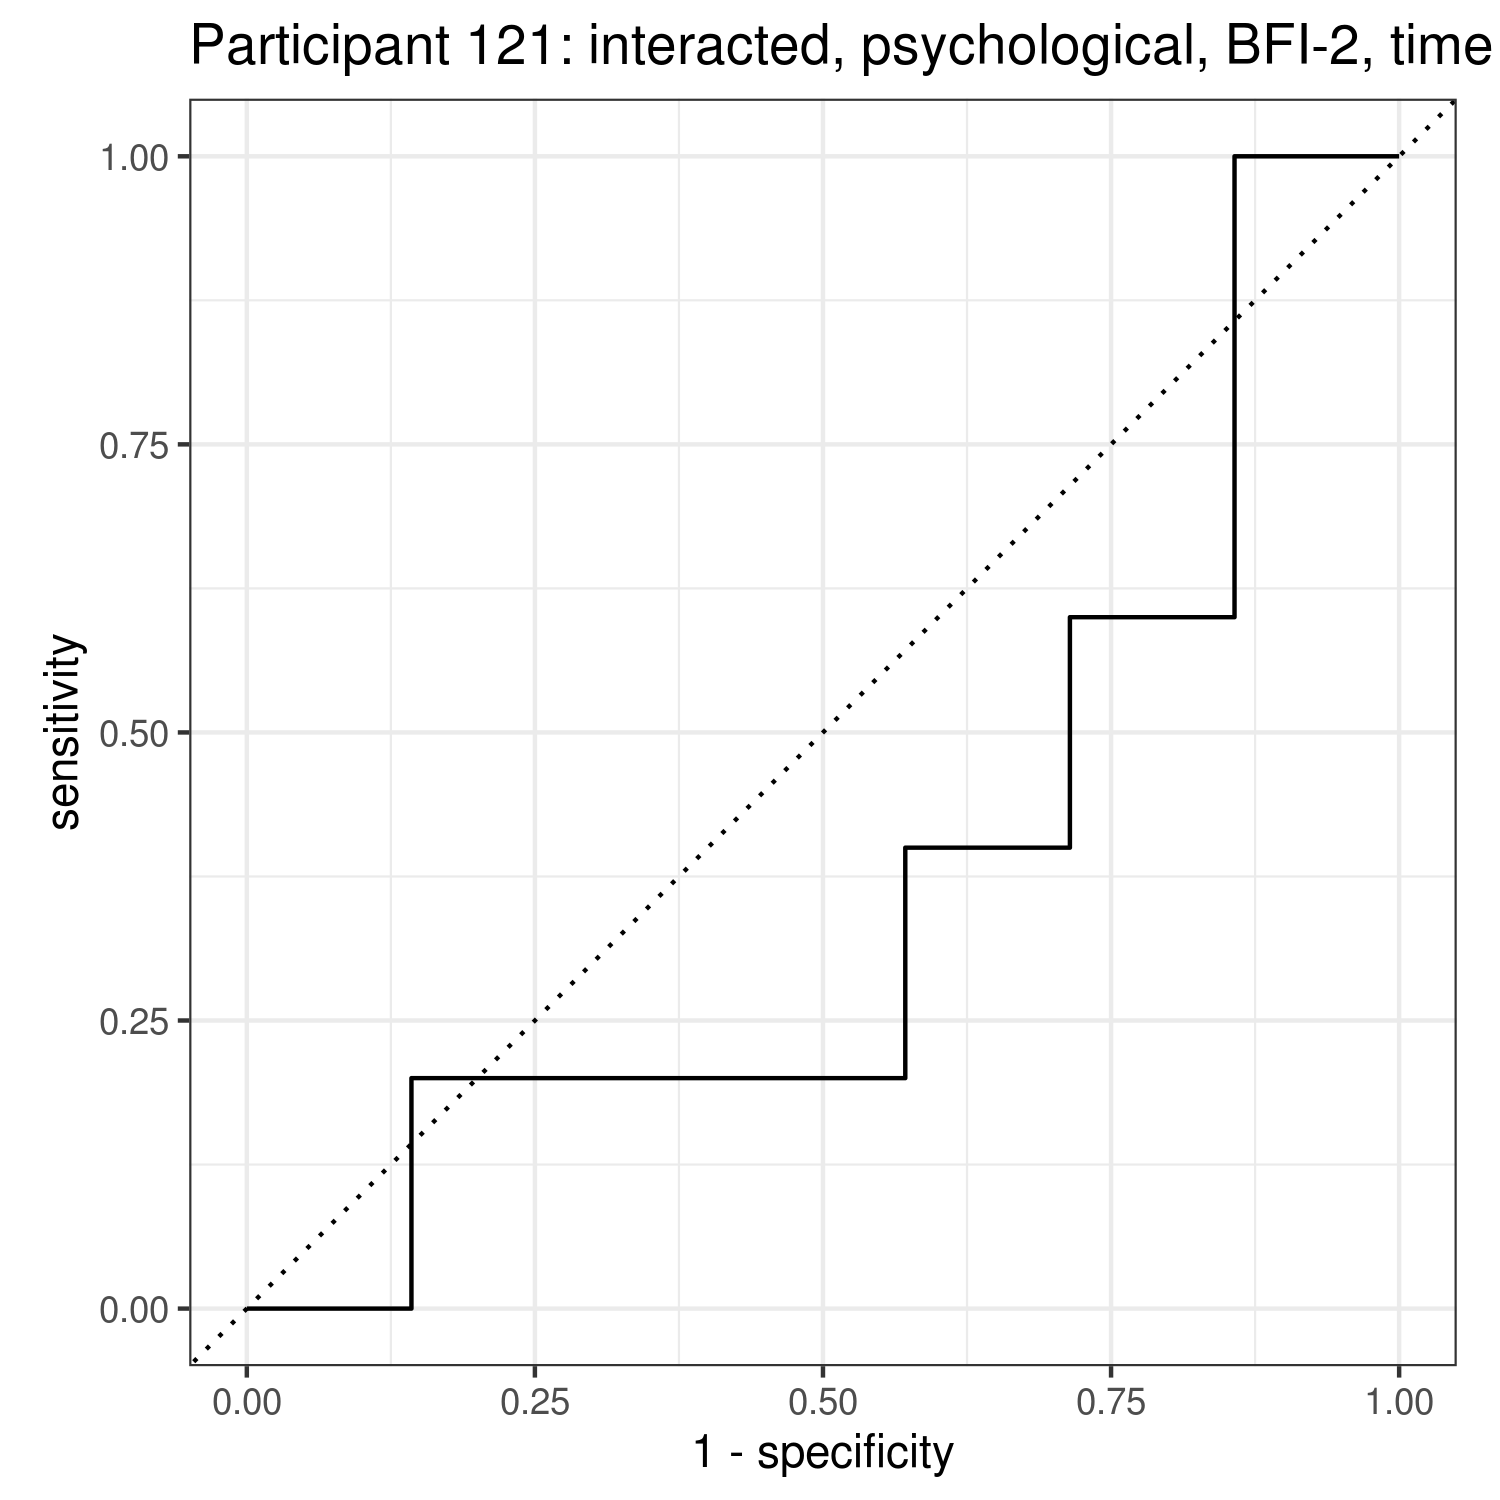 Participant 121: interacted, psychological, BFI-2, time
1.00
0.75
0.50
0.25
0.00
sensitivity
0.00 0.25 0.50 0.75 1.00
1 - specificity